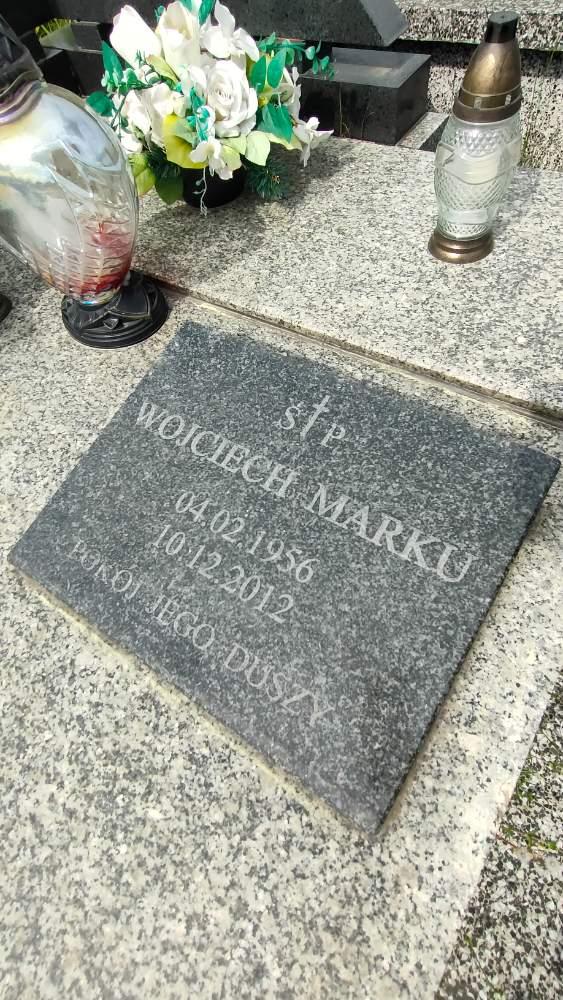 Ś P
WOJCIECH MARKU
04.02.1956
10.12.2012
POKÓJ JEGO DUSZY